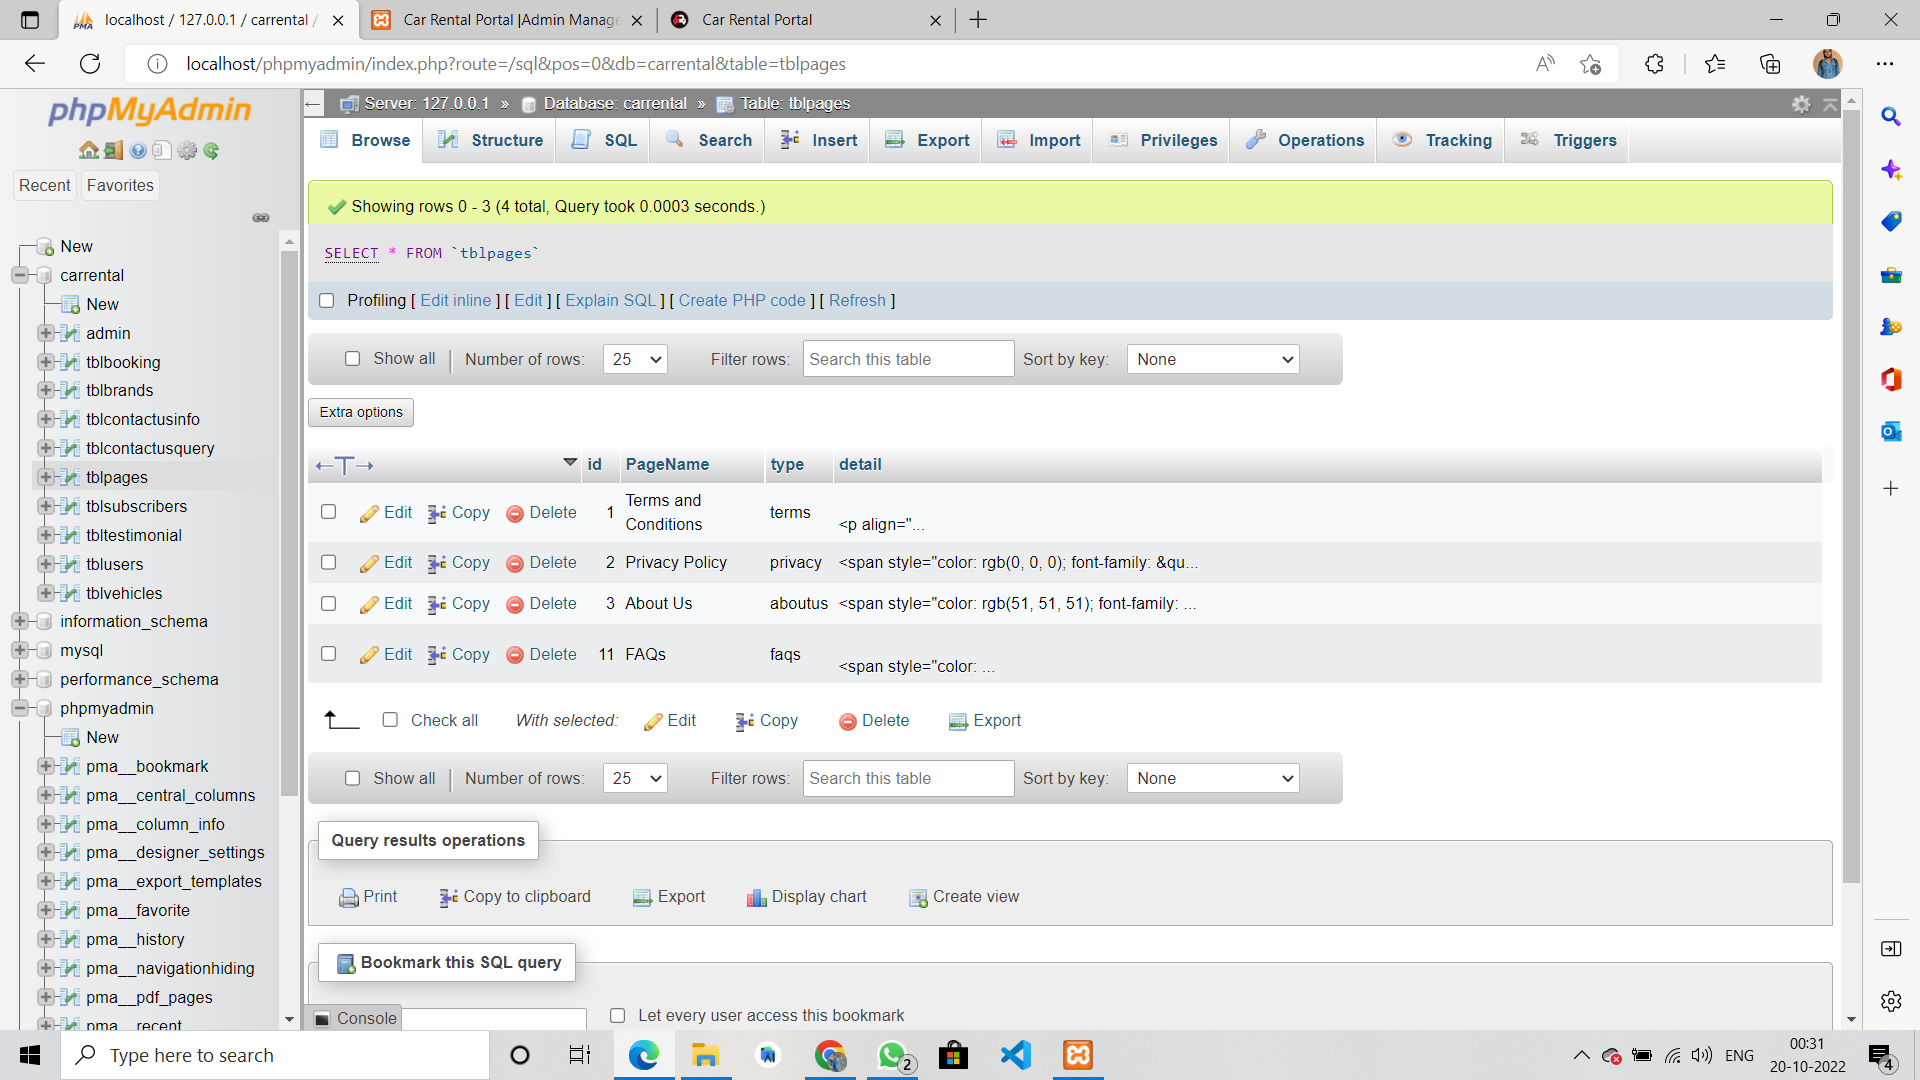 localhost / 127.0.0.1 / carrental /
Car Rental Portal |Admin Manage
Car Rental Portal
localhost/phpmyadmin/index.php?route=/sql&pos=0&db=carrental&table=tblpages
phpMyAdmin
Recent
Favorites
New
carrental
New
admin
tblbooking
tblbrands
tblcontactusinfo
tblcontactusquery
tblpages
tblsubscribers
tbltestimonial
tblusers
tblvehicles
information_schema
mysql
performance_schema
phpmyadmin
New
pma__bookmark
pma__central_columns
pma__column_info
pma__designer_settings
pma__export_templates
pma__favorite
pma__history
pma__navigationhiding
pma__pdf_pages
pma__recent
Server: 127.0.0.1 » Database: carrental » Table: tblpages
Browse Structure SQL Search Insert Export Import Privileges Operations Tracking Triggers
Showing rows 0 - 3 (4 total, Query took 0.0003 seconds.)
SELECT * FROM `tblpages`
Profiling [ Edit inline ] [ Edit ] [ Explain SQL ] [ Create PHP code ] [ Refresh ]
Show all Number of rows: 25 Filter rows: Search this table Sort by key: None
Extra options
id PageName type detail
Edit Copy Delete 1 Terms and Conditions terms <p align="...
Edit Copy Delete 2 Privacy Policy privacy <span style="color: rgb(0, 0, 0); font-family: &qu...
Edit Copy Delete 3 About Us aboutus <span style="color: rgb(51, 51, 51); font-family: ...
Edit Copy Delete 11 FAQs faqs <span style="color: ...
Check all With selected: Edit Copy Delete Export
Show all Number of rows: 25 Filter rows: Search this table Sort by key: None
Query results operations
Print Copy to clipboard Export Display chart Create view
Bookmark this SQL query
Console
Let every user access this bookmark
Type here to search
2
ENG
00:31
20-10-2022
4